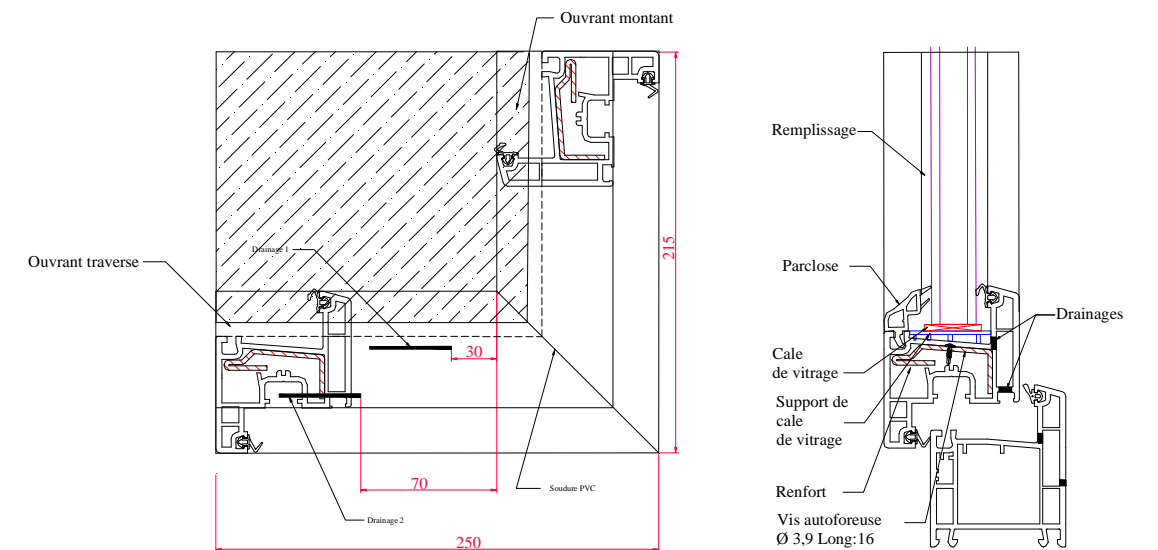 Ouvrant montant
Drainage 1
Ouvrant traverse
30
215
70
Soudure PVC
Drainage 2
250
Remplissage
Parclose
Drainages
Cale
de vitrage
Support de
cale
de vitrage
Renfort
Vis autoforeuse
Ø 3,9 Long:16